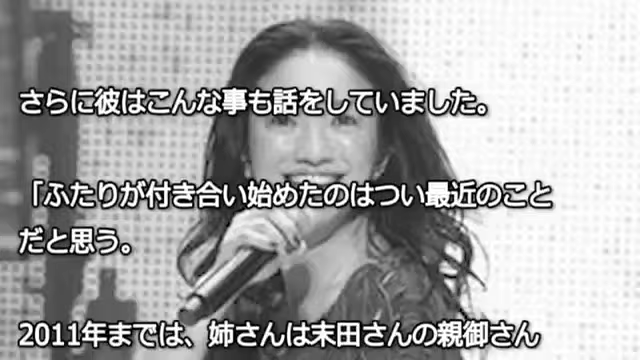 さらに彼はこんな事も話をしていました。
「ふたりが付き合い始めたのはつい最近のこと
だと思う。
2011年までは、姉さんは末田さんの親御さん